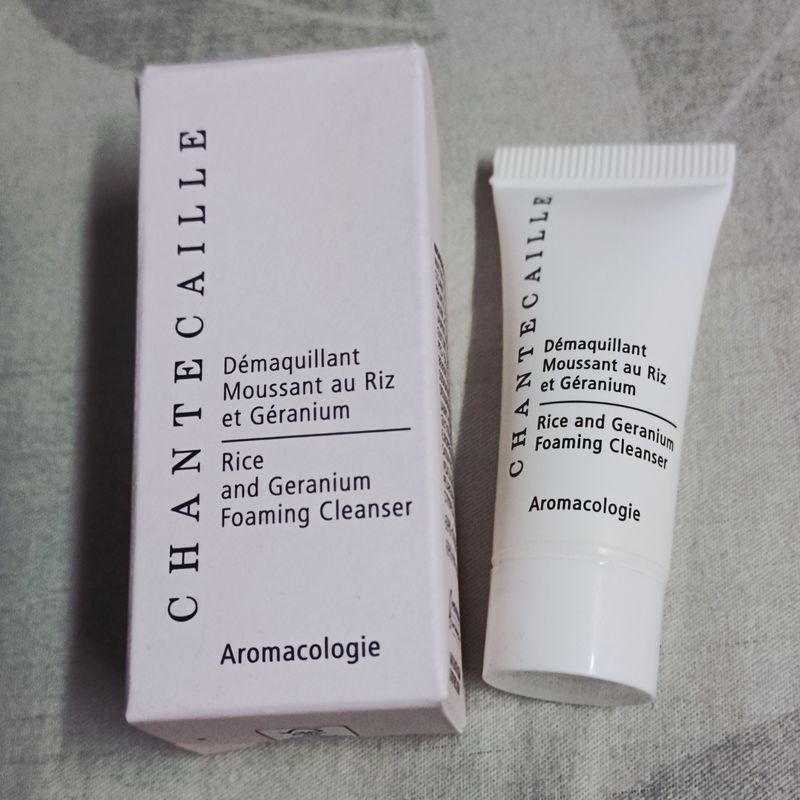 CHANTECAILLE
Démaquillant
Moussant au Riz
et Géranium
Rice
and Geranium
Foaming Cleanser
Aromacologie
CHANTECAILLE
Démaquillant
Moussant au Riz
et Géranium
Rice and Geranium
Foaming Cleanser
Aromacologie